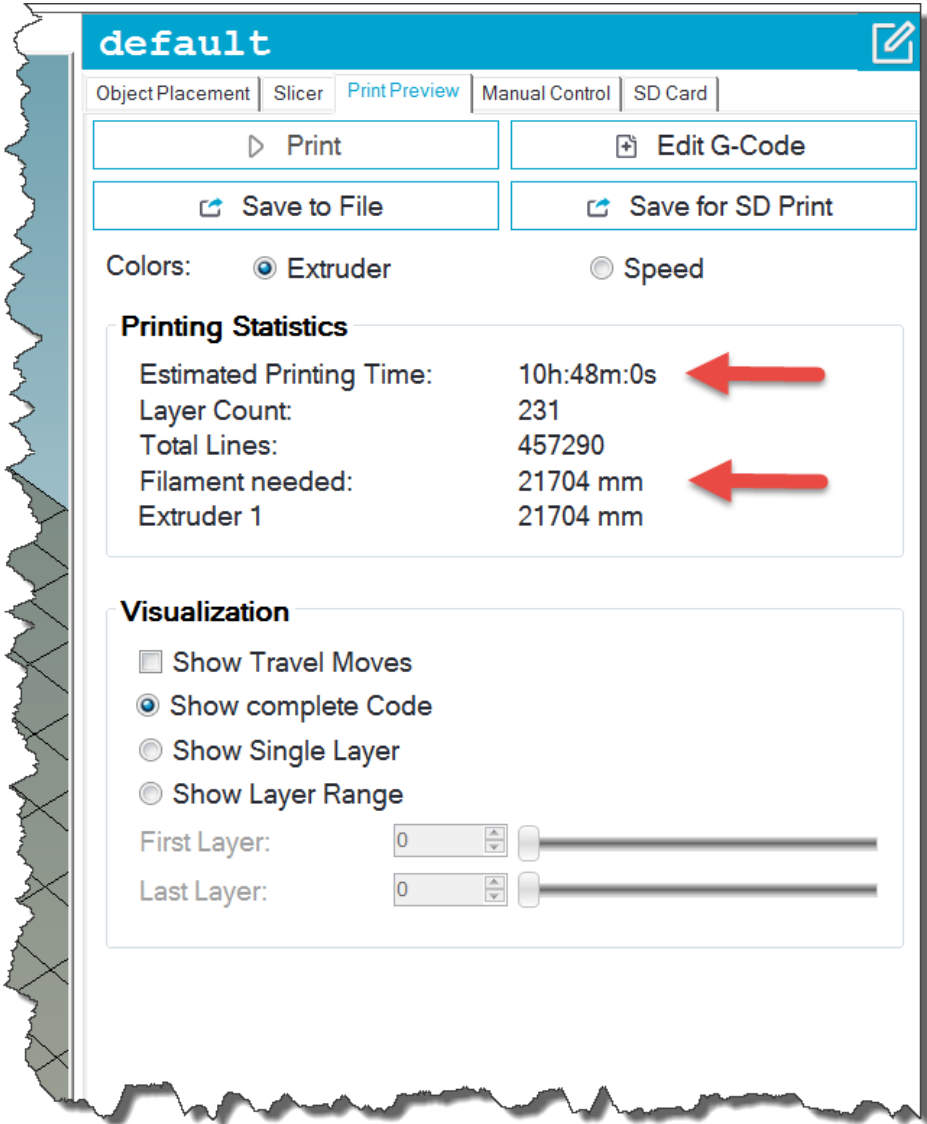 default
Object Placement Slicer Print Preview Manual Control SD Card
Print Edit G-Code
Save to File Save for SD Print
Colors: Extruder Speed
Printing Statistics
Estimated Printing Time: 10h:48m:0s
Layer Count: 231
Total Lines: 457290
Filament needed: 21704 mm
Extruder 1 21704 mm
Visualization
Show Travel Moves
Show complete Code
Show Single Layer
Show Layer Range
First Layer: 0
Last Layer: 0